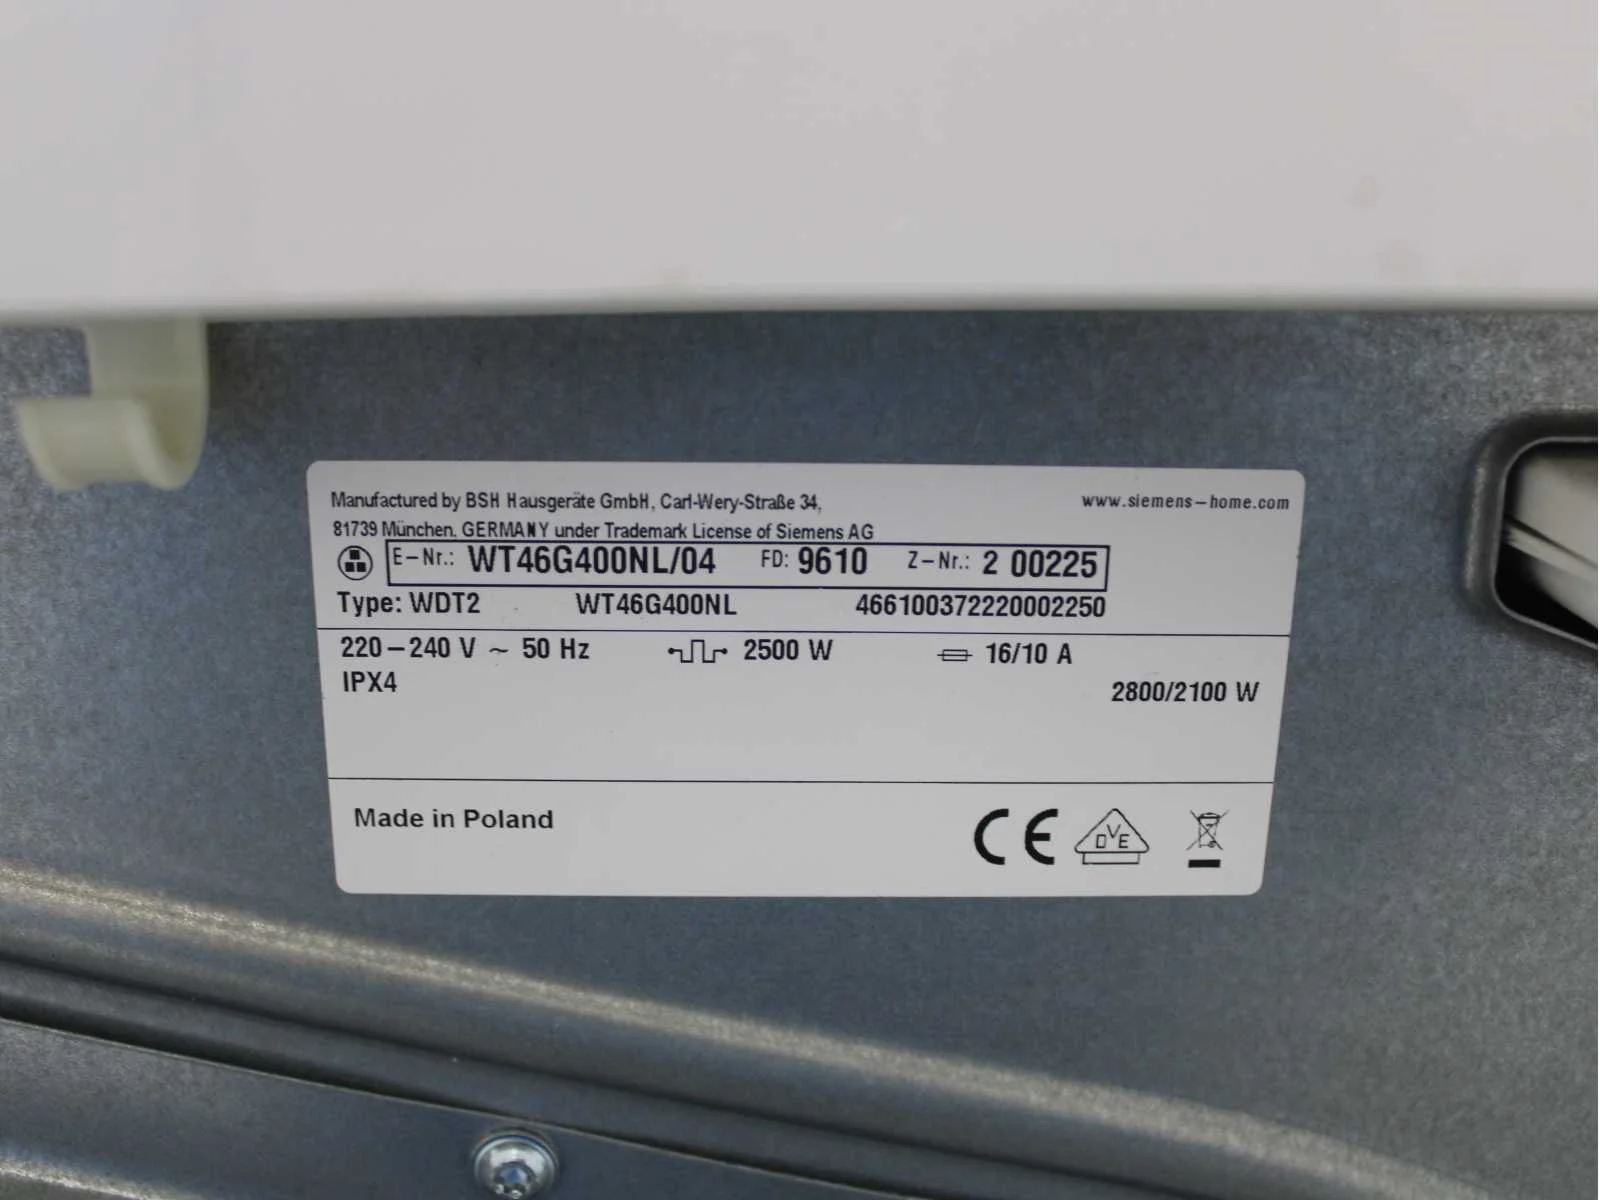 Manufactured by BSH Hausgeräte GmbH, Carl-Wery-Straße 34,
www.siemens-home.com
81739 München, GERMANY under Trademark License of Siemens AG
E-Nr.: WT46G400NL/04 FD: 9610 Z-Nr.: 2 00225
Type: WDT2 WT46G400NL 466100372220002250
220-240 V ~ 50 Hz 2500 W 16/10 A
IPX4 2800/2100 W
Made in Poland CE DVE